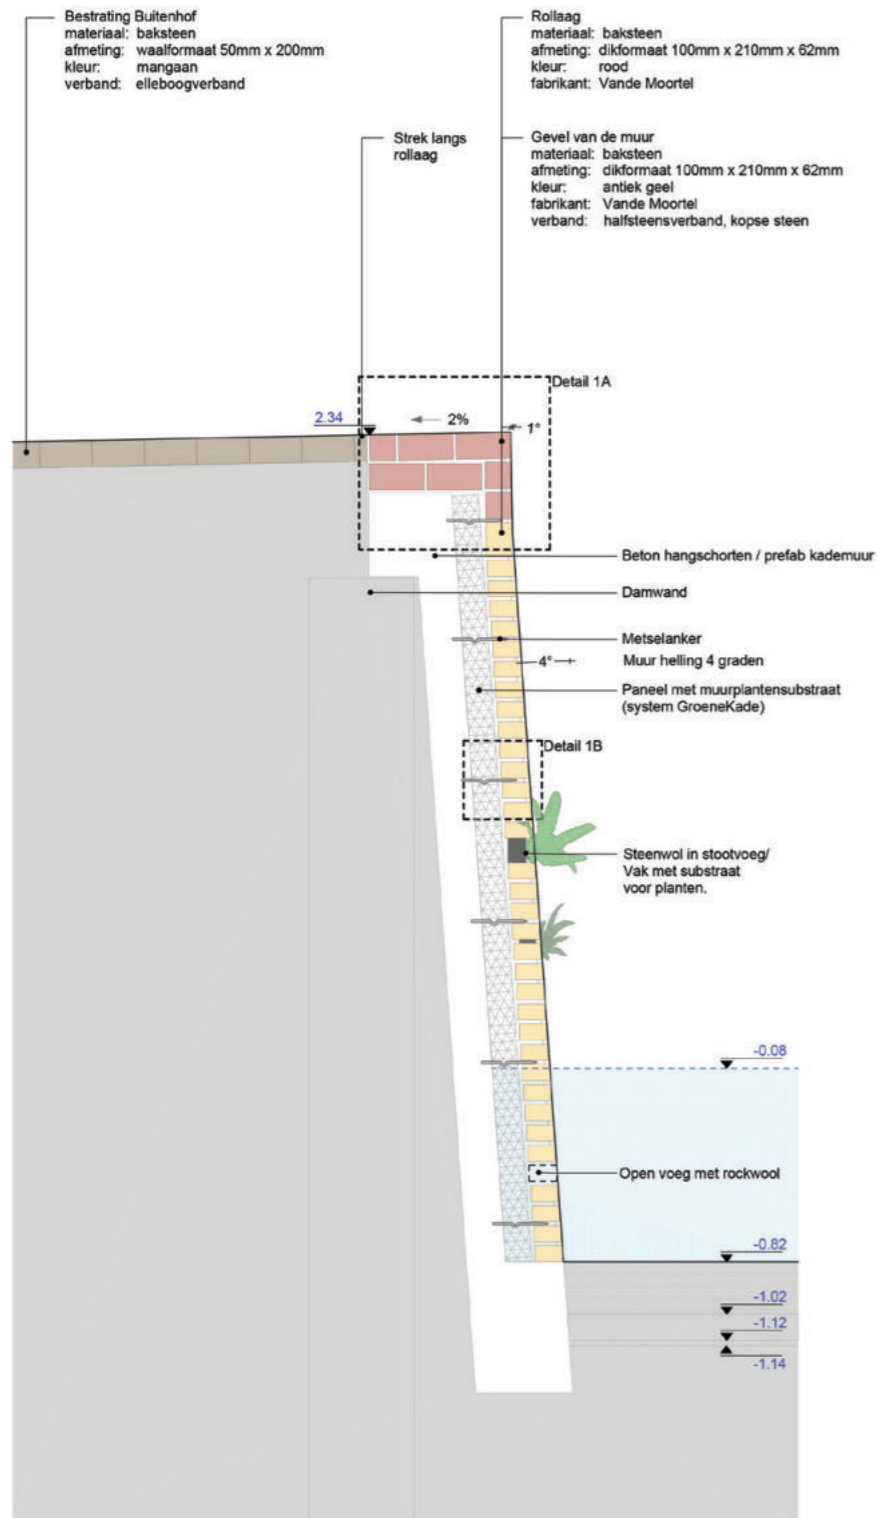 Bestrating Buitenhof
materiaal: baksteen
afmeting: waalformaat 50mm x 200mm
kleur: mangaan
verband: elleboogverband
Rollaag
materiaal: baksteen
afmeting: dikformaat 100mm x 210mm x 62mm
kleur: rood
fabrikant: Vande Moortel
Strek langs
rollaag
Gevel van de muur
materiaal: baksteen
afmeting: dikformaat 100mm x 210mm x 62mm
kleur: antiek geel
fabrikant: Vande Moortel
verband: halfsteensverband, kopse steen
Detail 1A
2.34
2%
1°
Beton hangschorten / prefab kademuur
Damwand
Metselanker
4°
Muur helling 4 graden
Paneel met muurplantensubstraat
(system GroeneKade)
Detail 1B
Steenwol in stootvoeg/
Vak met substraat
voor planten.
-0.08
Open voeg met rockwool
-0.82
-1.02
-1.12
-1.14